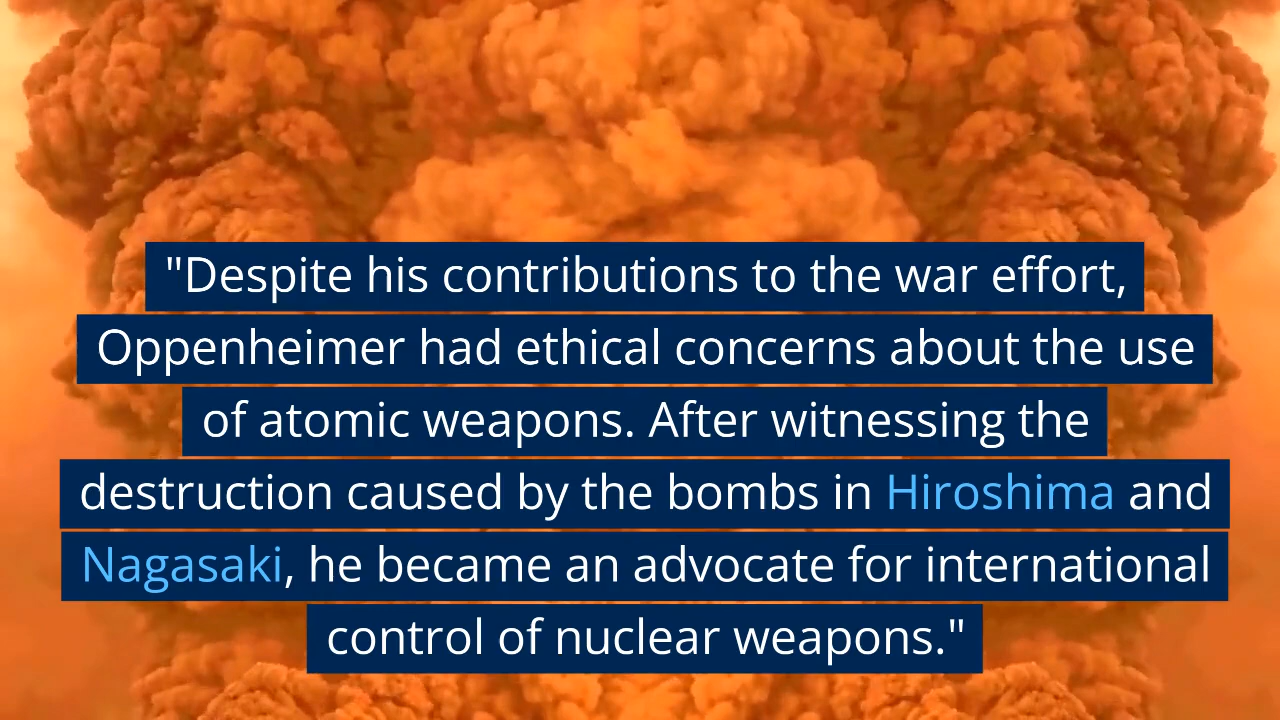 "Despite his contributions to the war effort,
Oppenheimer had ethical concerns about the use
of atomic weapons. After witnessing the
destruction caused by the bombs in Hiroshima and
Nagasaki, he became an advocate for international
control of nuclear weapons."